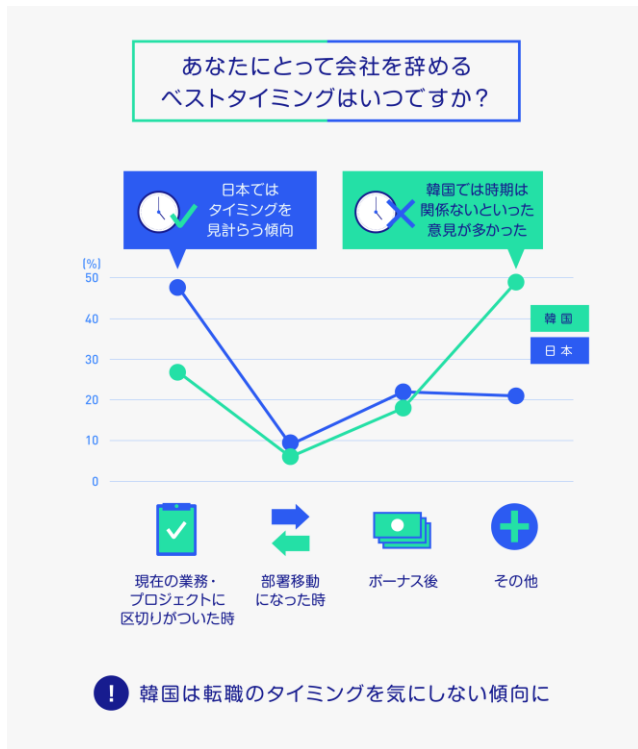 あなたにとって会社を辞める
ベストタイミングはいつですか？
日本では
タイミングを
見計らう傾向
韓国では時期は
関係ないといった
意見が多かった
(%)
50
40
30
20
10
0
韓国
日本
現在の業務・
プロジェクトに
区切りがついた時
部署移動
になった時
ボーナス後
その他
! 韓国は転職のタイミングを気にしない傾向に